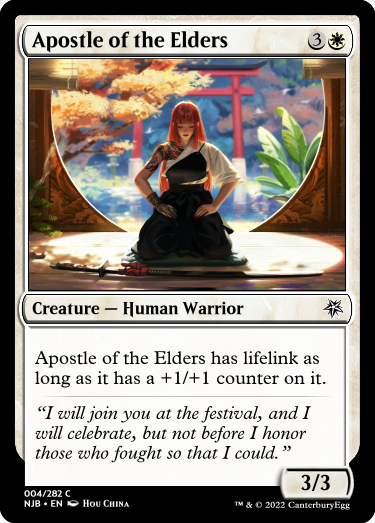 Apostle of the Elders 3
Creature — Human Warrior
Apostle of the Elders has lifelink as
long as it has a +1/+1 counter on it.
“I will join you at the festival, and I
will celebrate, but not before I honor
those who fought so that I could.”
3/3
004/282 C
NJB • EN Hou China
™ & © 2022 CanterburyEgg